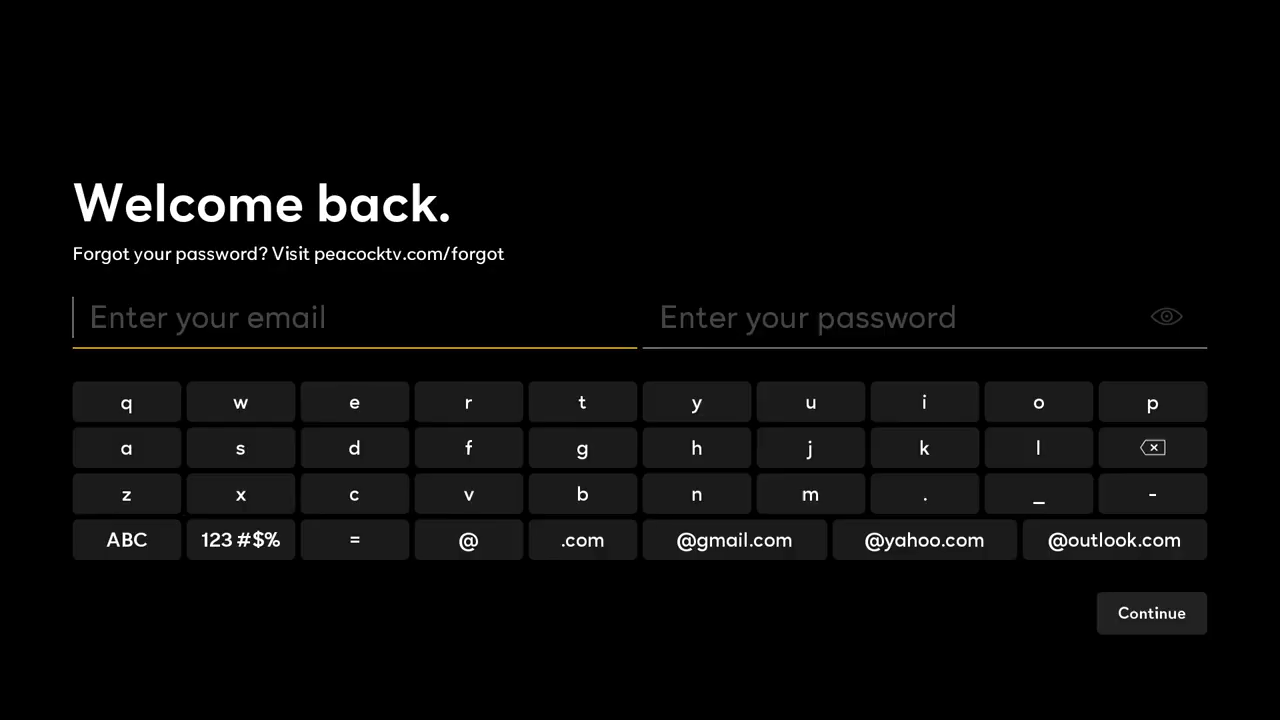 Welcome back.
Forgot your password? Visit peacocktv.com/forgot
Enter your email Enter your password
q w e r t y u i o p
a s d f g h j k l
z x c v b n m . _ -
ABC 123 #$% = @ .com @gmail.com @yahoo.com @outlook.com
Continue